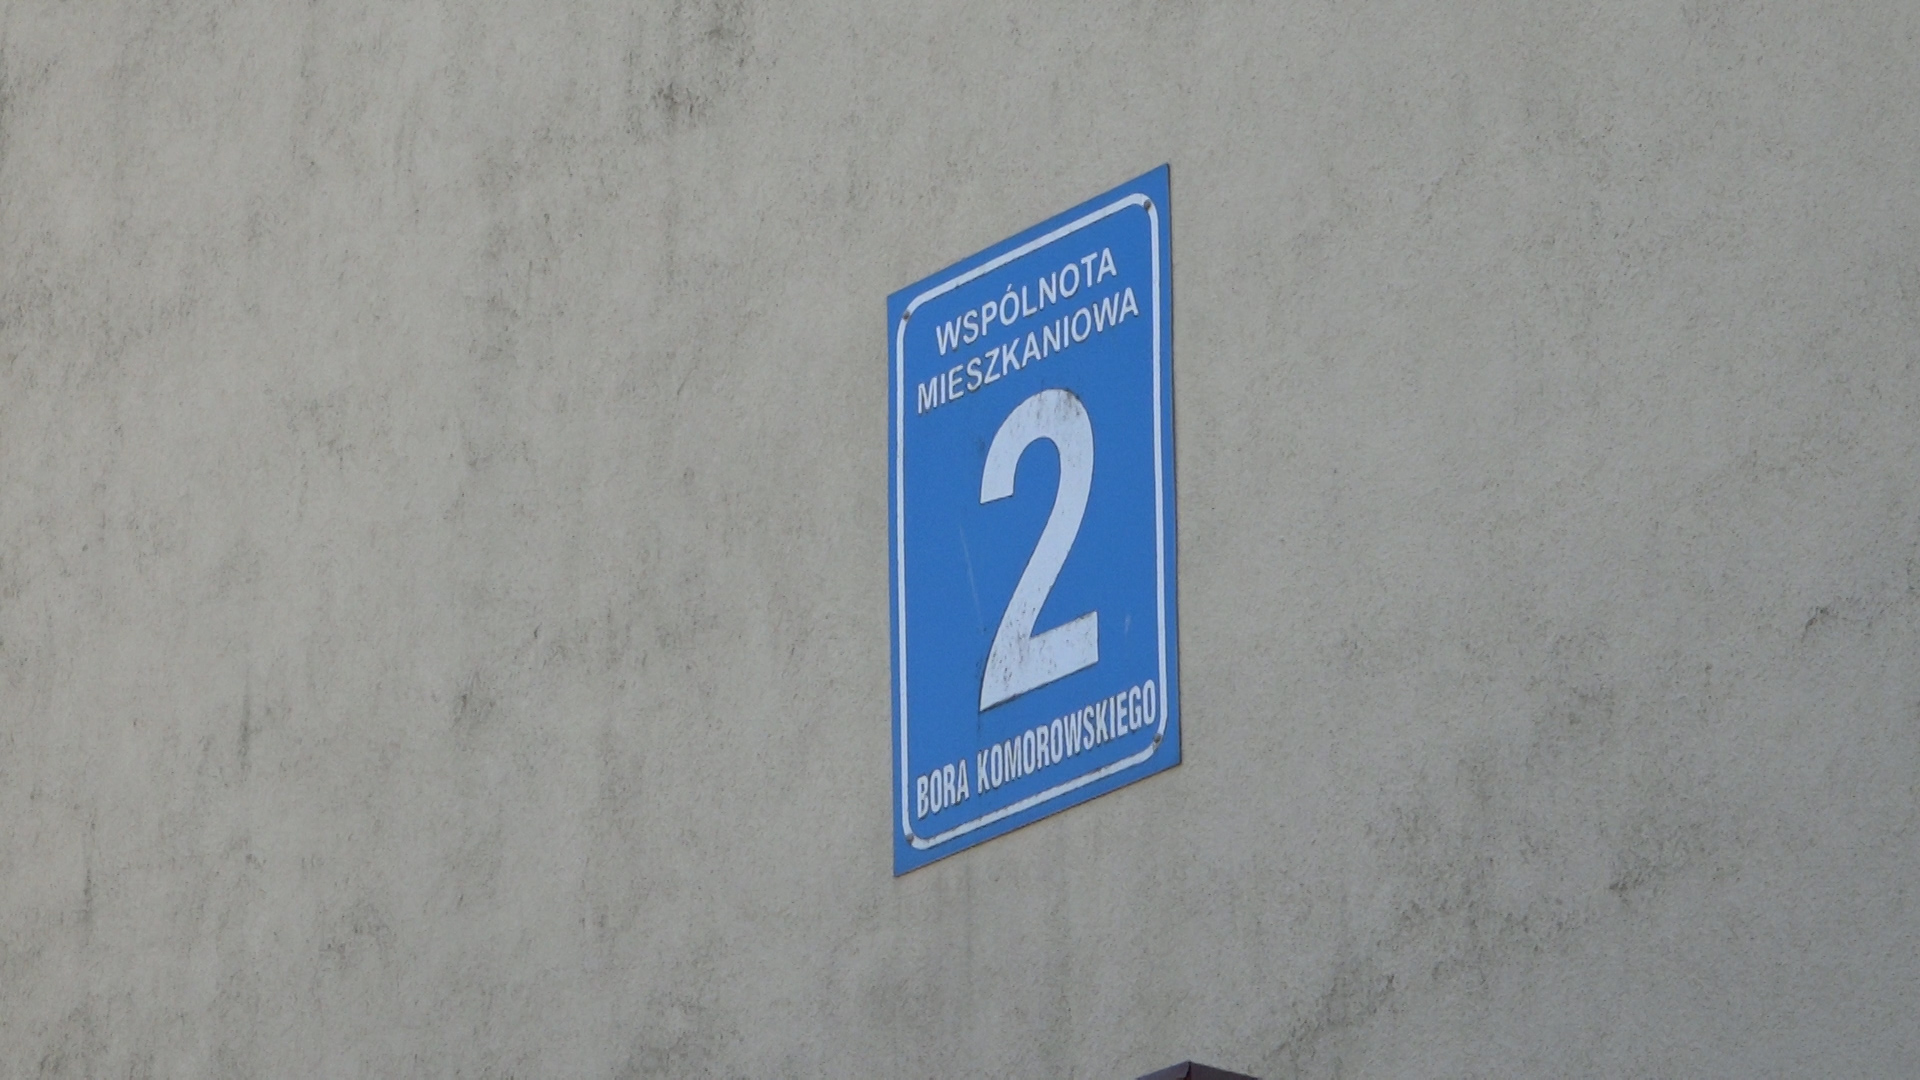 WSPÓLNOTA
MIESZKANIOWA
2
BORA KOMOROWSKIEGO